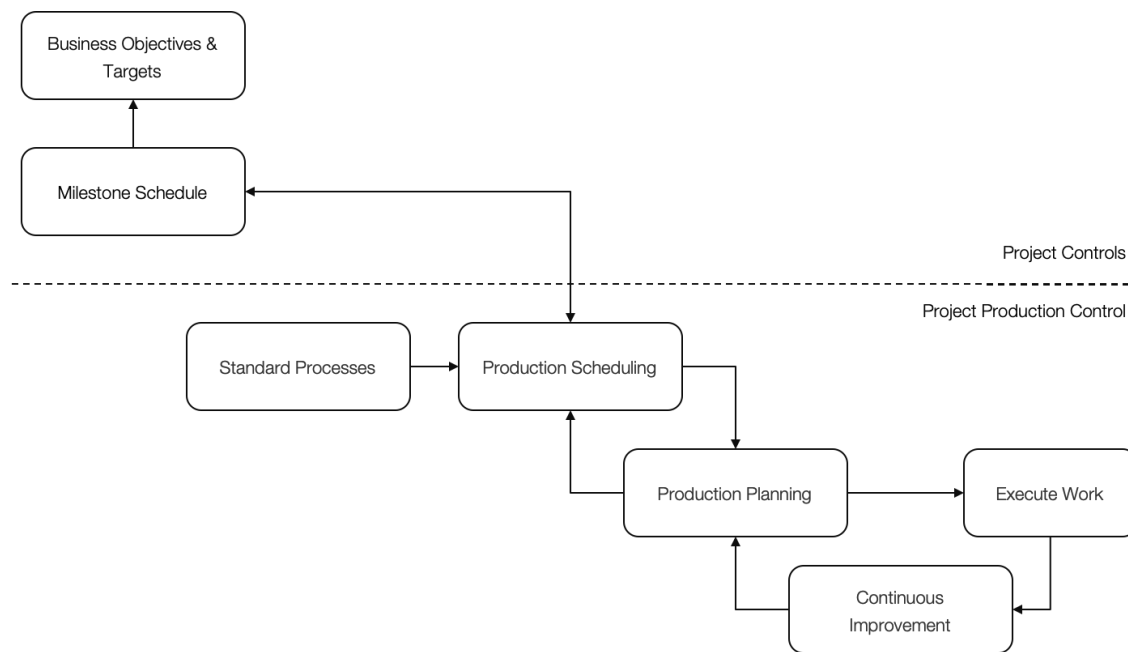 Business Objectives &
Targets
Milestone Schedule
Project Controls
Project Production Control
Standard Processes
Production Scheduling
Production Planning
Execute Work
Continuous
Improvement